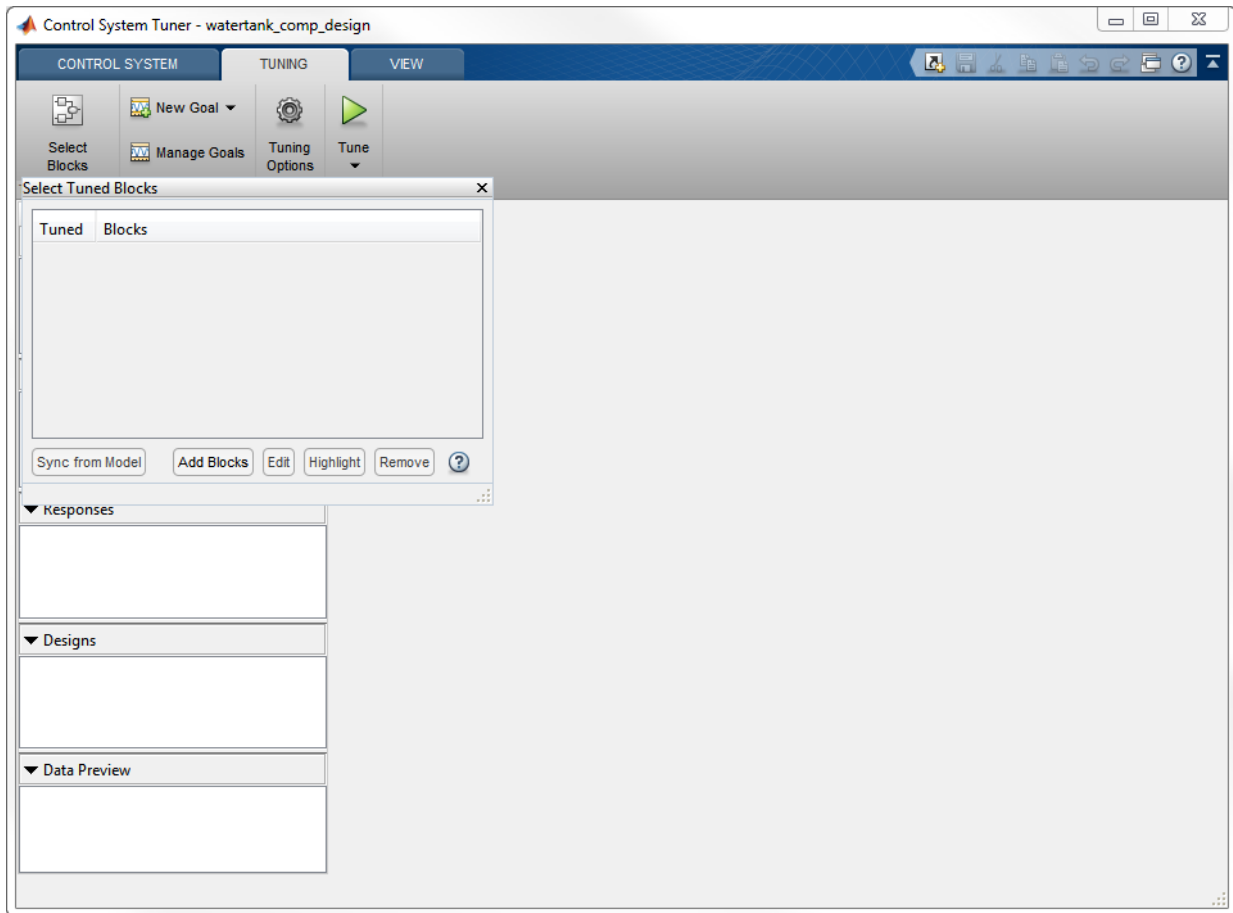 Control System Tuner - watertank_comp_design
CONTROL SYSTEM TUNING VIEW
New Goal
Select Blocks
Manage Goals
Tuning Options
Tune
Select Tuned Blocks
Tuned Blocks
Sync from Model Add Blocks Edit Highlight Remove
Responses
Designs
Data Preview